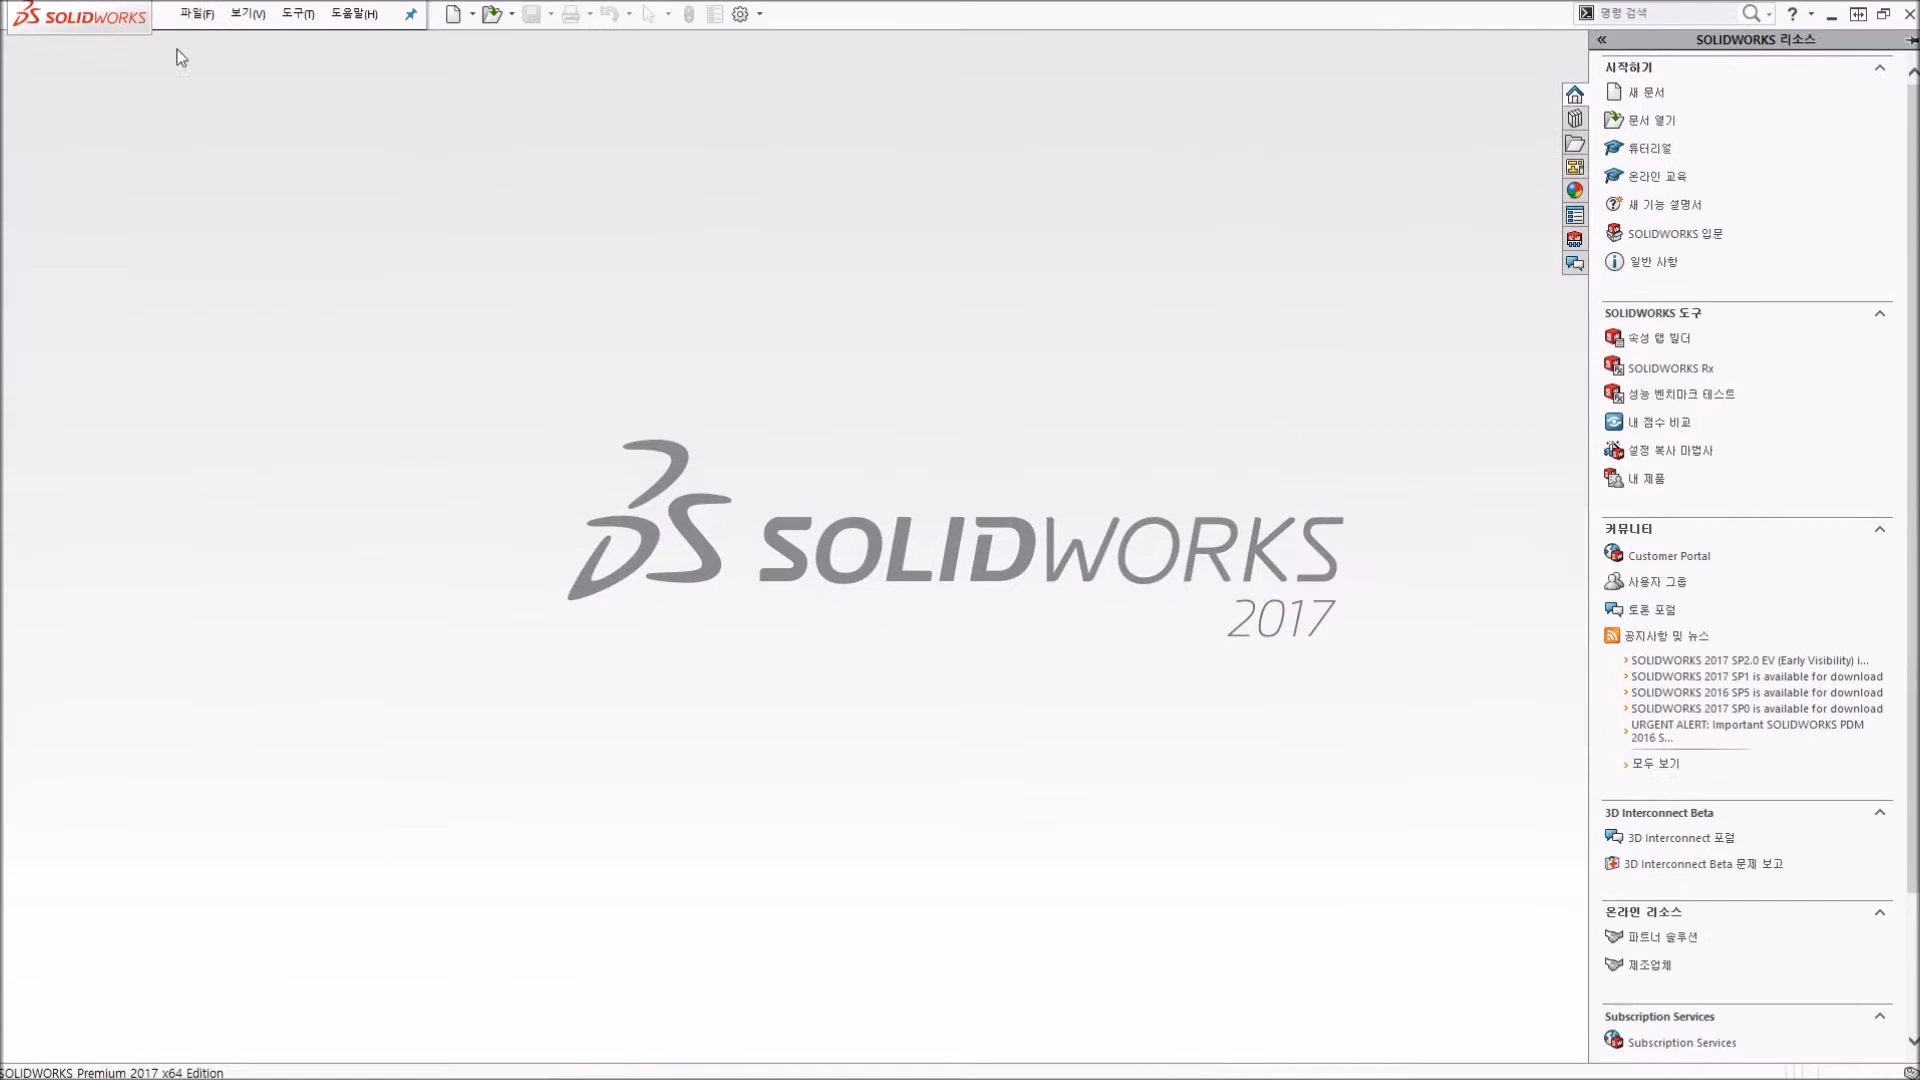 SOLIDWORKS 파일(F) 보기(V) 도구(T) 도움말(H) 명령 검색 ?
SOLIDWORKS 리소스
시작하기
새 문서
문서 열기
튜터리얼
온라인 교육
새 기능 설명서
SOLIDWORKS 입문
일반 사항
SOLIDWORKS 도구
속성 탭 빌더
SOLIDWORKS Rx
성능 벤치마크 테스트
내 점수 비교
설정 복사 마법사
내 제품
SOLIDWORKS
2017
커뮤니티
Customer Portal
사용자 그룹
토론 포럼
공지사항 및 뉴스
SOLIDWORKS 2017 SP2.0 EV (Early Visibility) i...
SOLIDWORKS 2017 SP1 is available for download
SOLIDWORKS 2016 SP5 is available for download
SOLIDWORKS 2017 SP0 is available for download
URGENT ALERT: Important SOLIDWORKS PDM
2016 S...
모두 보기
3D Interconnect Beta
3D Interconnect 포럼
3D Interconnect Beta 문제 보고
온라인 리소스
파트너 솔루션
제조업체
Subscription Services
Subscription Services
SOLIDWORKS Premium 2017 x64 Edition